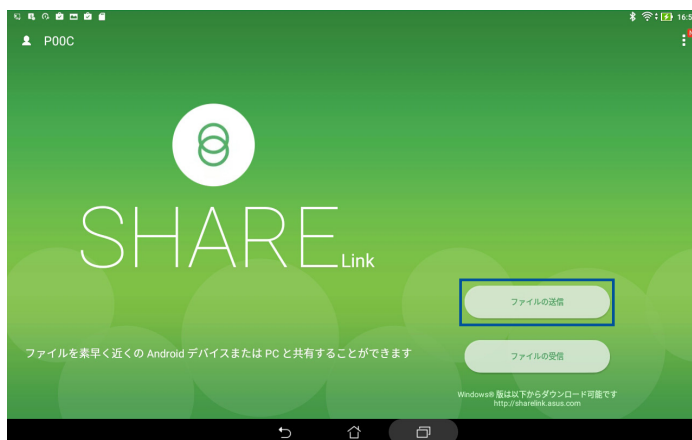 16:5
P00C
SHARE Link
ファイルの送信
ファイルを素早く近くの Android デバイスまたは PC と共有することができます
ファイルの受信
Windows® 版は以下からダウンロード可能です
http://sharelink.asus.com